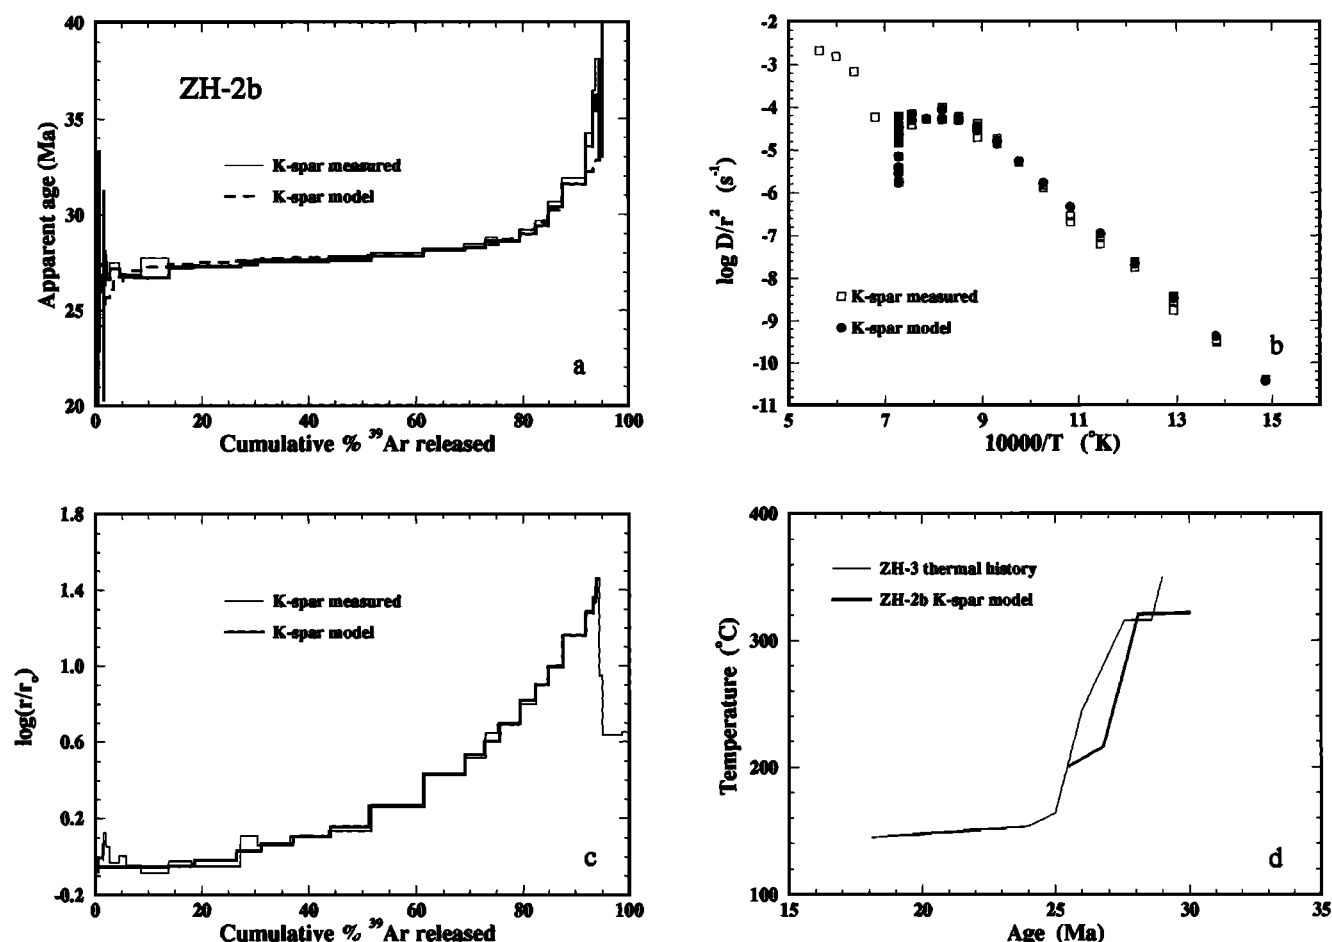 40
35
30
25
20
Apparent age (Ma)
ZH-2b
K-spar measured
K-spar model
a
0 20 40 60 80 100
Cumulative % ³⁹Ar released
-2
-3
-4
-5
-6
-7
-8
-9
-10
-11
log D/r² (s⁻¹)
K-spar measured
K-spar model
b
5 7 9 11 13 15
10000/T (°K)
1.8
1.4
1.0
0.6
0.2
-0.2
log(r/r₀)
K-spar measured
K-spar model
c
0 20 40 60 80 100
Cumulative % ³⁹Ar released
400
300
200
100
Temperature (°C)
ZH-3 thermal history
ZH-2b K-spar model
d
15 20 25 30 35
Age (Ma)